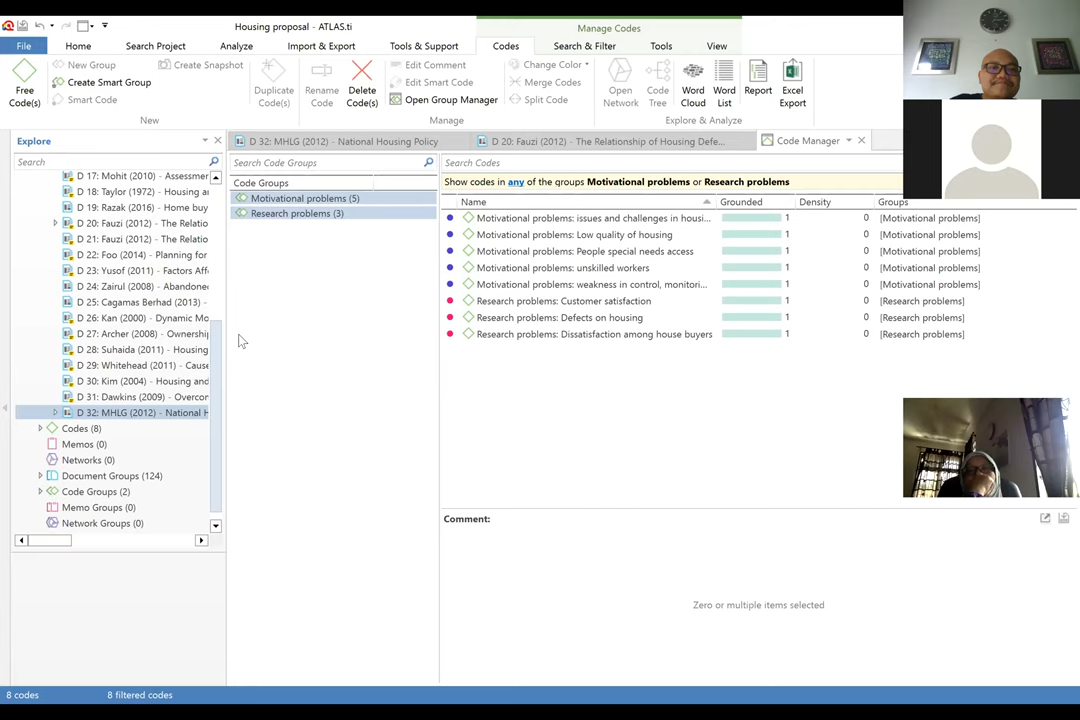 Housing proposal - ATLAS.ti
Manage Codes
File
Home
Search Project
Analyze
Import & Export
Tools & Support
Codes
Search & Filter
Tools
View
Free
Code(s)
New Group
Create Smart Group
Smart Code
Create Snapshot
Duplicate
Code(s)
Rename
Code
Delete
Code(s)
Edit Comment
Edit Smart Code
Open Group Manager
Change Color
Merge Codes
Split Code
Open
Network
Code
Tree
Word
Cloud
Word
List
Report
Excel
Export
New
Manage
Explore & Analyze
Explore
D 32: MHLG (2012) - National Housing Policy
D 20: Fauzi (2012) - The Relationship of Housing Defe...
Code Manager
Search
Search Code Groups
Search Codes
D 17: Mohit (2010) - Assessmer
D 18: Taylor (1972) - Housing ar
D 19: Razak (2016) - Home buy
D 20: Fauzi (2012) - The Relatio
D 21: Fauzi (2012) - The Relatio
D 22: Foo (2014) - Planning for
D 23: Yusof (2011) - Factors Aff
D 24: Zairul (2008) - Abandone
D 25: Cagamas Berhad (2013) -
D 26: Kan (2000) - Dynamic Mo
D 27: Archer (2008) - Ownership
D 28: Suhaida (2011) - Housing
D 29: Whitehead (2011) - Cause
D 30: Kim (2004) - Housing and
D 31: Dawkins (2009) - Overcon
D 32: MHLG (2012) - National H
Codes (8)
Memos (0)
Networks (0)
Document Groups (124)
Code Groups (2)
Memo Groups (0)
Network Groups (0)
Code Groups
Motivational problems (5)
Research problems (3)
Show codes in any of the groups Motivational problems or Research problems
Name Grounded Density Groups
Motivational problems: issues and challenges in housi... 1 0 [Motivational problems]
Motivational problems: Low quality of housing 1 0 [Motivational problems]
Motivational problems: People special needs access 1 0 [Motivational problems]
Motivational problems: unskilled workers 1 0 [Motivational problems]
Motivational problems: weakness in control, monitori... 1 0 [Motivational problems]
Research problems: Customer satisfaction 1 0 [Research problems]
Research problems: Defects on housing 1 0 [Research problems]
Research problems: Dissatisfaction among house buyers 1 0 [Research problems]
Comment:
Zero or multiple items selected
8 codes
8 filtered codes